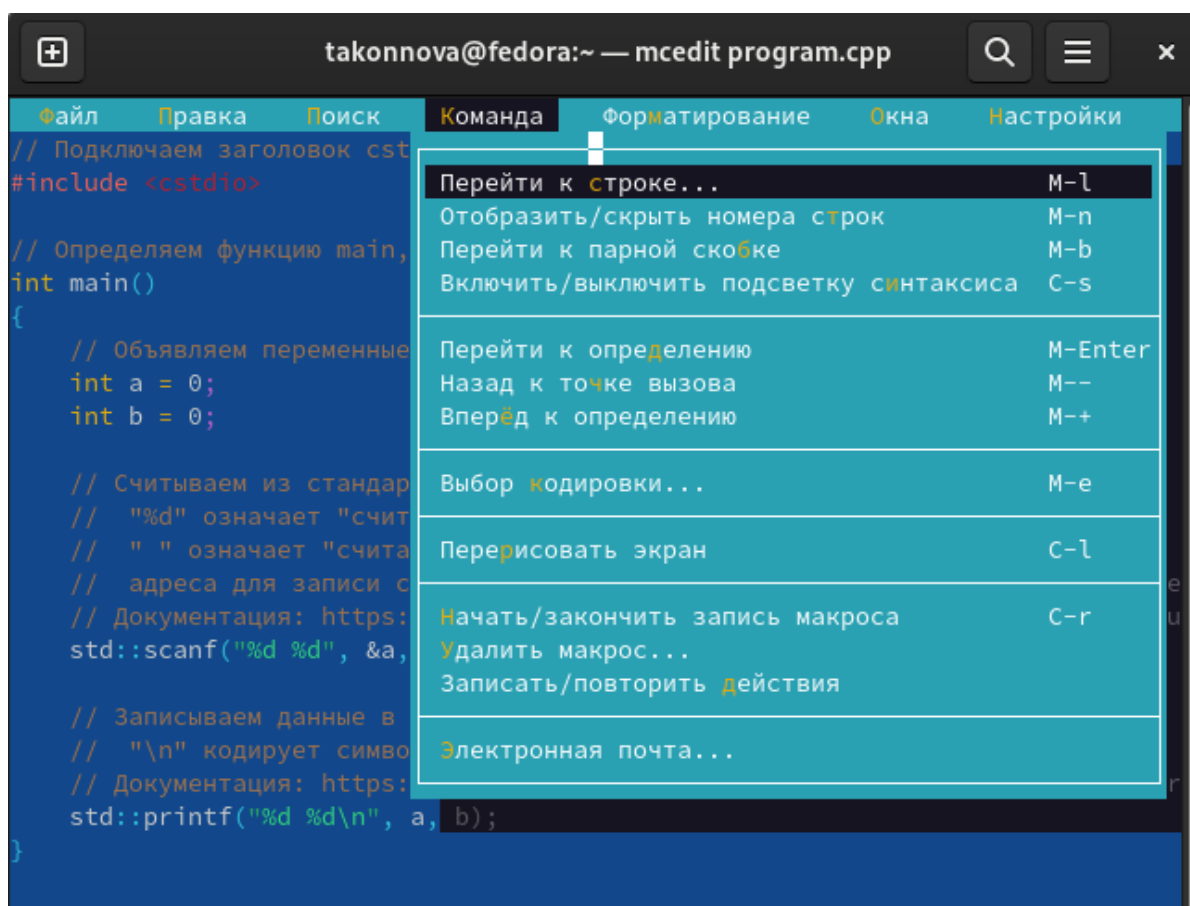 takonnova@fedora:~ — mcedit program.cpp
Файл Правка Поиск Команда Форматирование Окна Настройки
// Подключаем заголовок cst
#include <cstdio> Перейти к строке... M-l
Отобразить/скрыть номера строк M-n
// Определяем функцию main, Перейти к парной скобке M-b
int main() Включить/выключить подсветку синтаксиса C-s
{
// Объявляем переменные Перейти к определению M-Enter
int a = 0; Назад к точке вызова M--
int b = 0; Вперёд к определению M-+
// Считываем из стандар Выбор кодировки... M-e
// "%d" означает "счит
// " " означает "счита Перерисовать экран C-l
// адреса для записи с е
// Документация: https: Начать/закончить запись макроса C-r u
std::scanf("%d %d", &a, Удалить макрос...
Записать/повторить действия
// Записываем данные в
// "\n" кодирует симво Электронная почта...
// Документация: https: r
std::printf("%d %d\n", a, b);
}